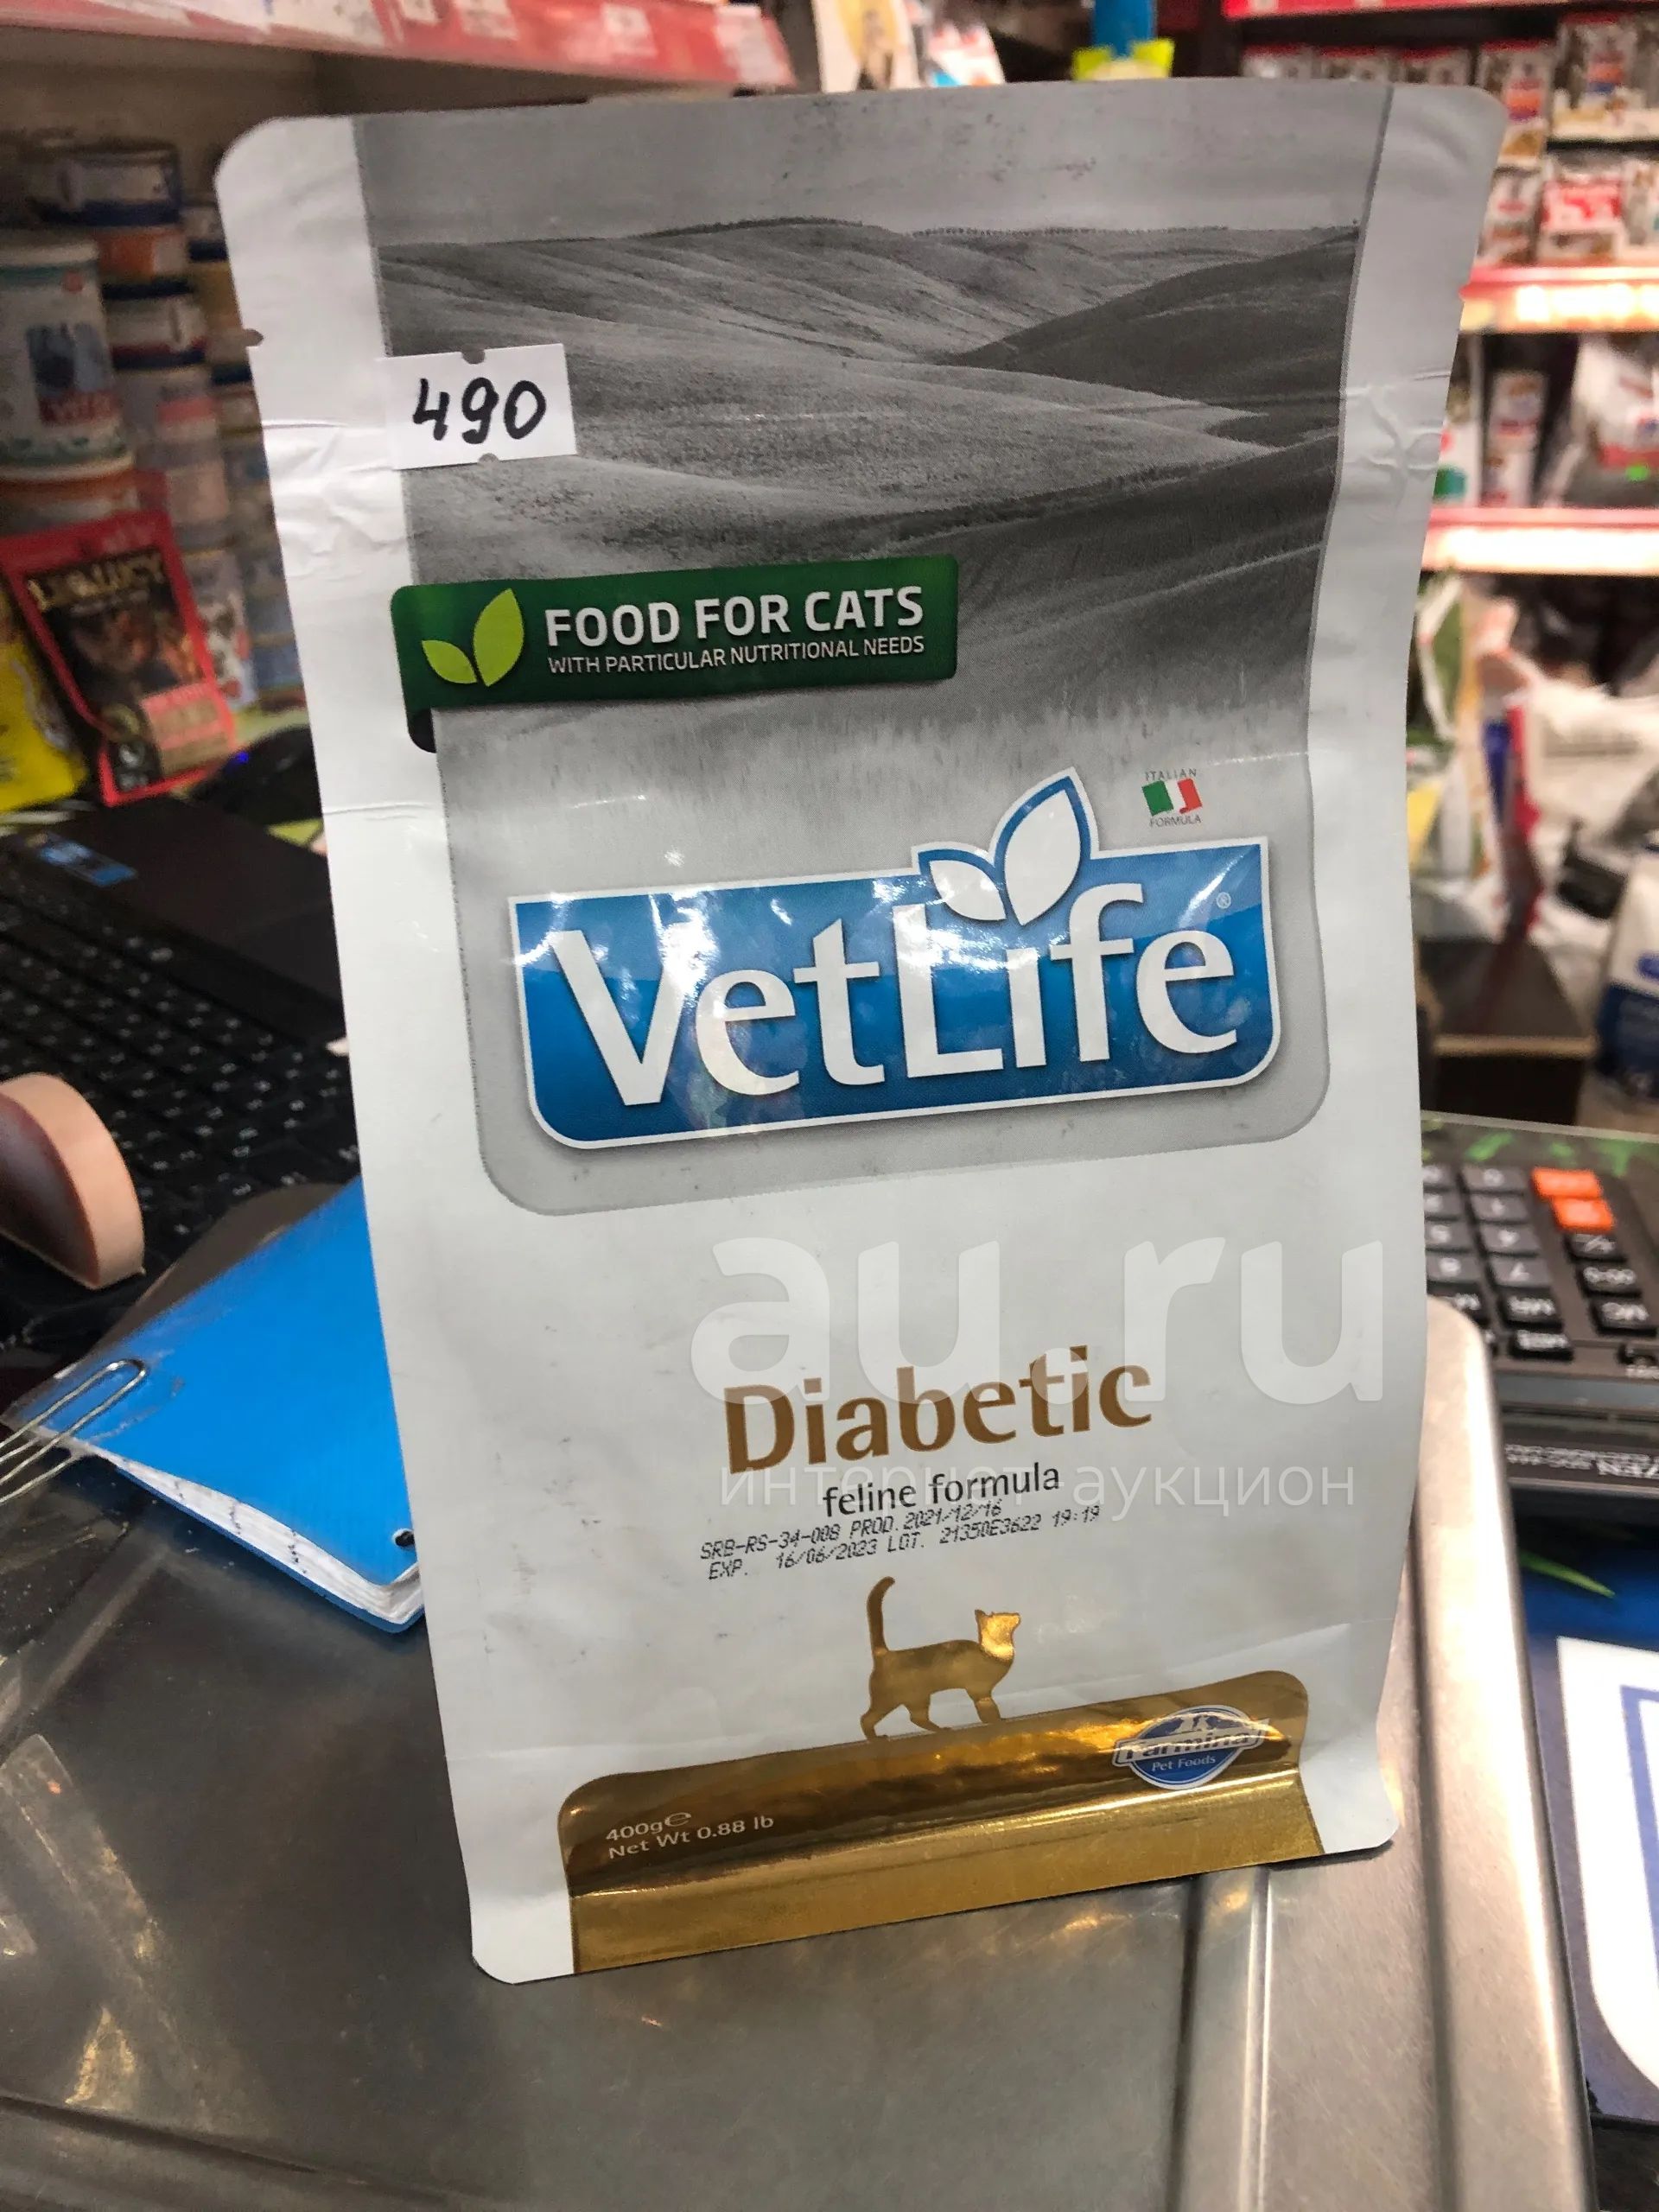 490
FOOD FOR CATS
WITH PARTICULAR NUTRITIONAL NEEDS
ITALIAN
FORMULA
VetLife®
au.ru
Diabetic
интернет аукцион
feline formula
SRB-RS-34-008 PROD. 2021/12/16
EXP. 16/06/2023 LOT. 21350E3622 19:19
Farmina
Pet Foods
400g℮
Net Wt 0.88 lb